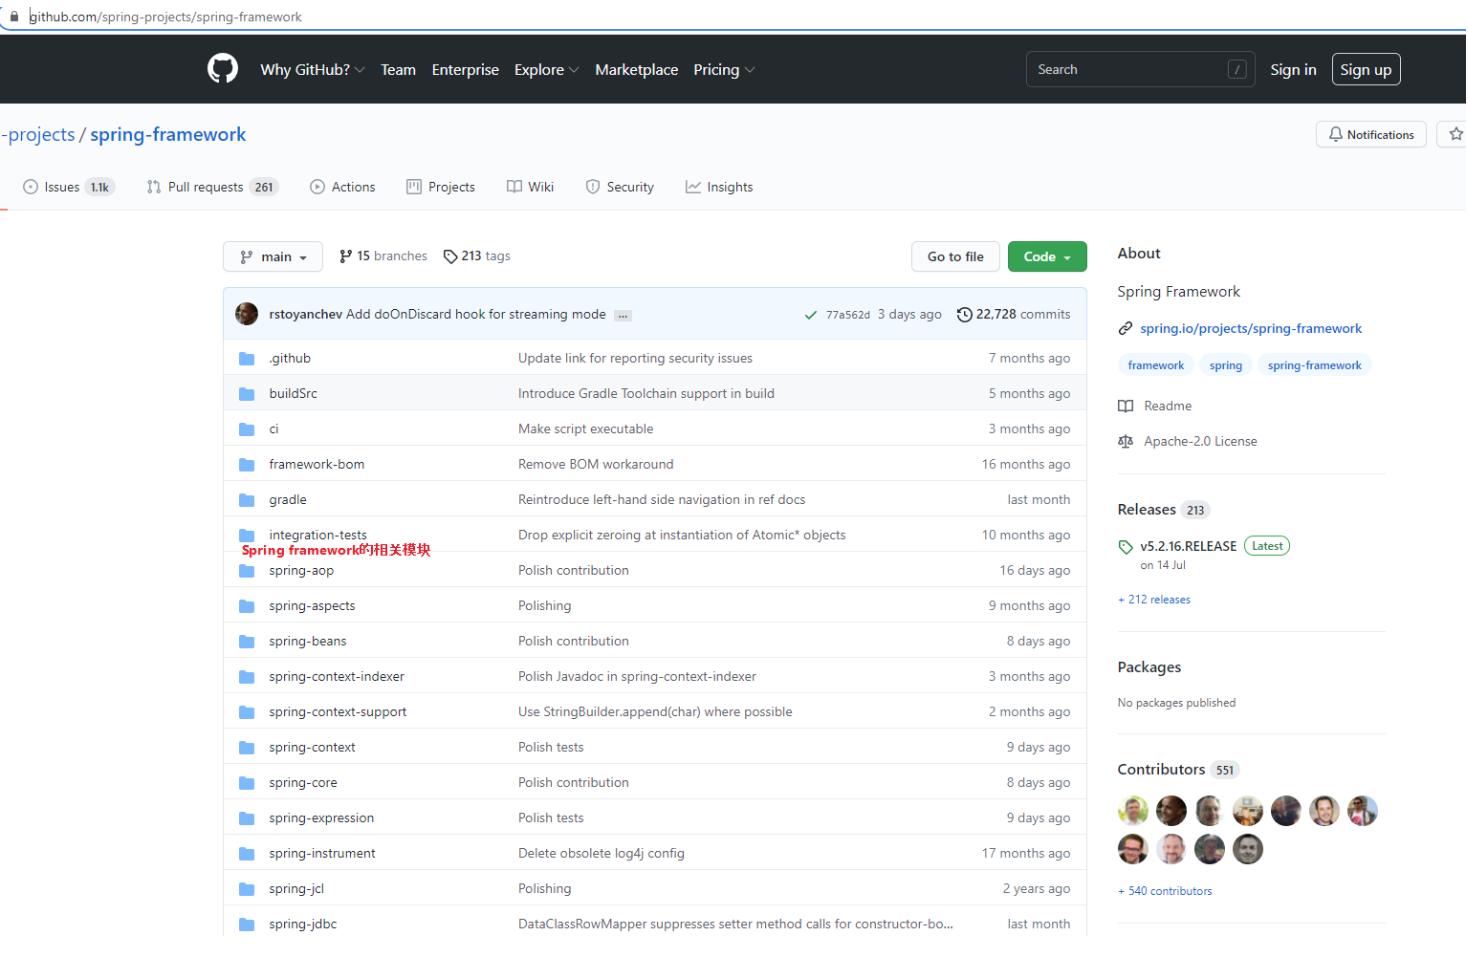 github.com/spring-projects/spring-framework
Why GitHub? Team Enterprise Explore Marketplace Pricing Search / Sign in Sign up
-projects / spring-framework Notifications
Issues 1.1k Pull requests 261 Actions Projects Wiki Security Insights
main 15 branches 213 tags Go to file Code
rstoyanchev Add doOnDiscard hook for streaming mode ... 77a562d 3 days ago 22,728 commits
.github Update link for reporting security issues 7 months ago
buildSrc Introduce Gradle Toolchain support in build 5 months ago
ci Make script executable 3 months ago
framework-bom Remove BOM workaround 16 months ago
gradle Reintroduce left-hand side navigation in ref docs last month
integration-tests Drop explicit zeroing at instantiation of Atomic* objects 10 months ago
Spring framework的相关模块
spring-aop Polish contribution 16 days ago
spring-aspects Polishing 9 months ago
spring-beans Polish contribution 8 days ago
spring-context-indexer Polish Javadoc in spring-context-indexer 3 months ago
spring-context-support Use StringBuilder.append(char) where possible 2 months ago
spring-context Polish tests 9 days ago
spring-core Polish contribution 8 days ago
spring-expression Polish tests 9 days ago
spring-instrument Delete obsolete log4j config 17 months ago
spring-jcl Polishing 2 years ago
spring-jdbc DataClassRowMapper suppresses setter method calls for constructor-bo... last month
About
Spring Framework
spring.io/projects/spring-framework
framework spring spring-framework
Readme
Apache-2.0 License
Releases 213
v5.2.16.RELEASE Latest
on 14 Jul
+ 212 releases
Packages
No packages published
Contributors 551
+ 540 contributors